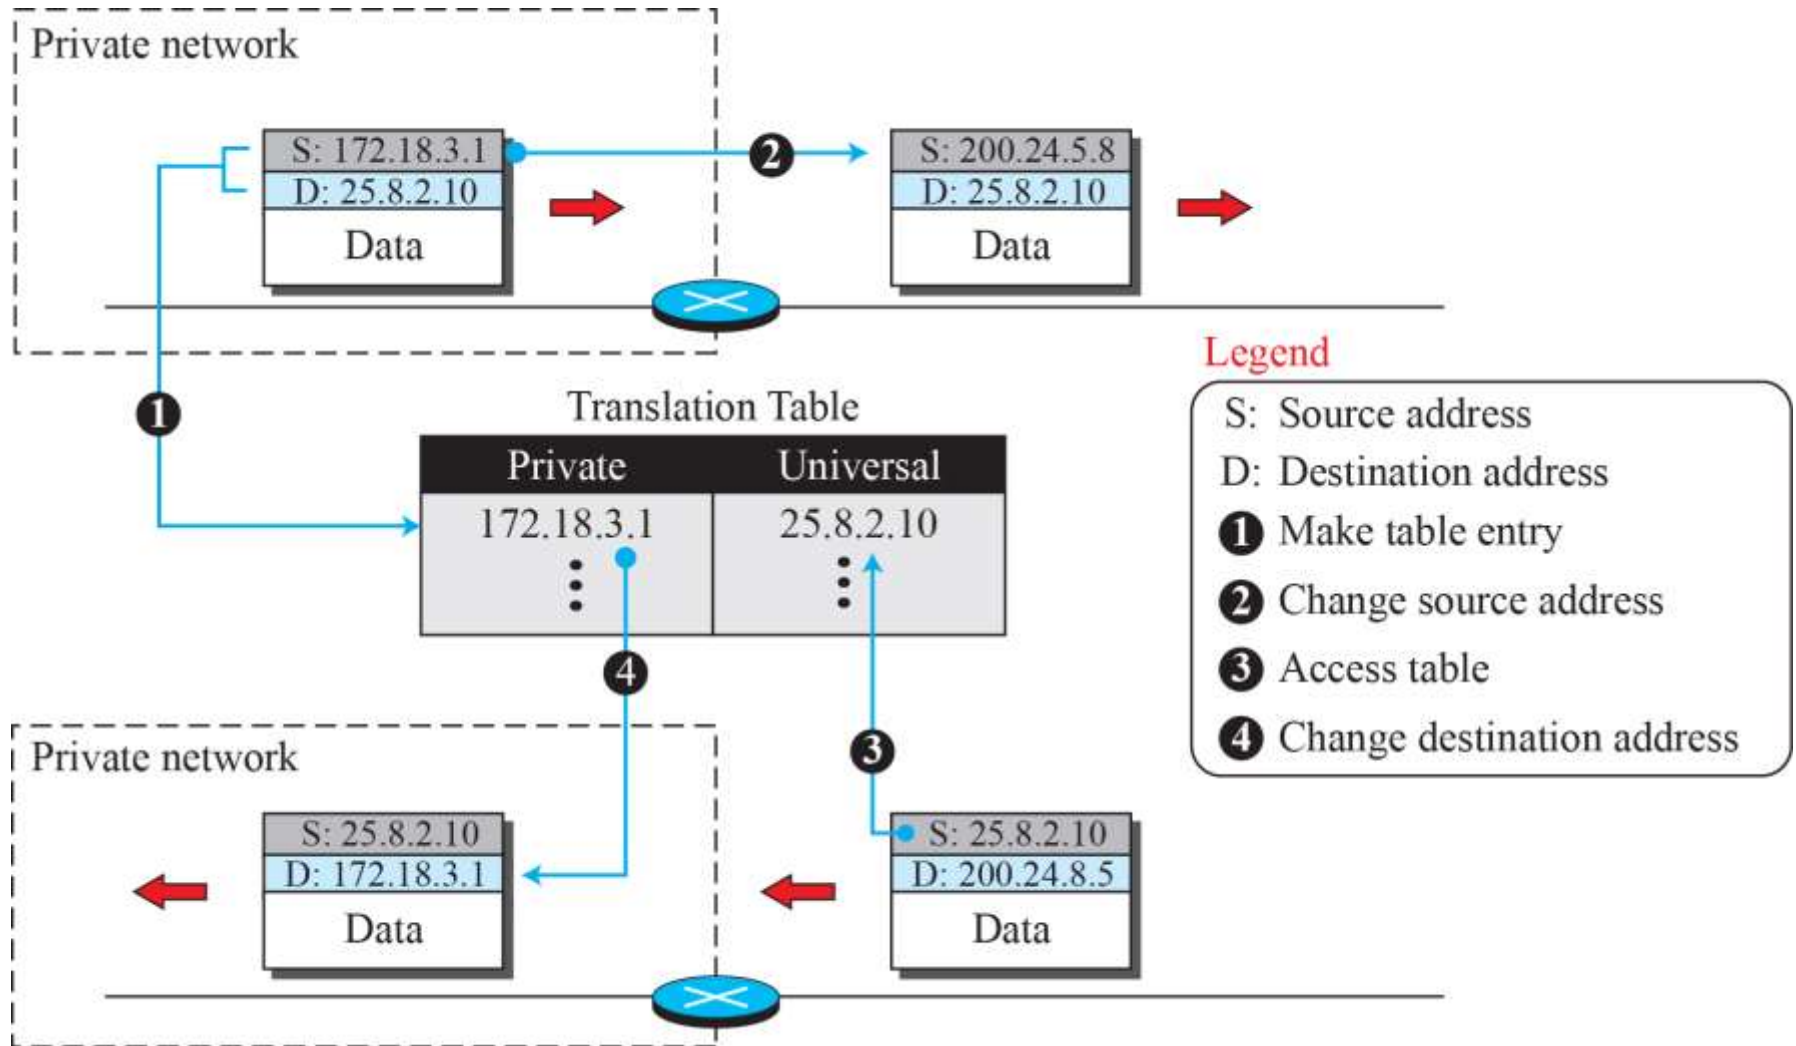 Private network
S: 172.18.3.1
D: 25.8.2.10
Data
2
S: 200.24.5.8
D: 25.8.2.10
Data
1
Translation Table
Private Universal
172.18.3.1 25.8.2.10
4
3
Legend
S: Source address
D: Destination address
1 Make table entry
2 Change source address
3 Access table
4 Change destination address
Private network
S: 25.8.2.10
D: 172.18.3.1
Data
S: 25.8.2.10
D: 200.24.8.5
Data